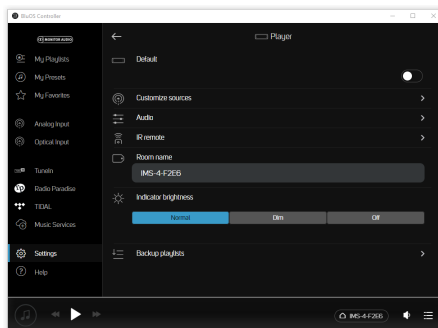 BluOS Controller
MONITOR AUDIO
My Playlists
My Presets
My Favorites
Analog Input
Optical Input
TuneIn
Radio Paradise
TIDAL
Music Services
Settings
Help
Player
Default
Customize sources
Audio
IR remote
Room name
IMS-4-F2E6
Indicator brightness
Normal
Dim
Off
Backup playlists
IMS-4-F2E6